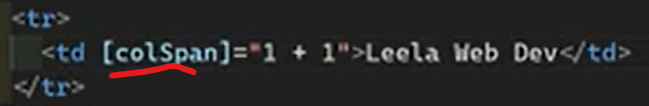 <tr>
<td [colSpan]="1 + 1">Leela Web Dev</td>
</tr>